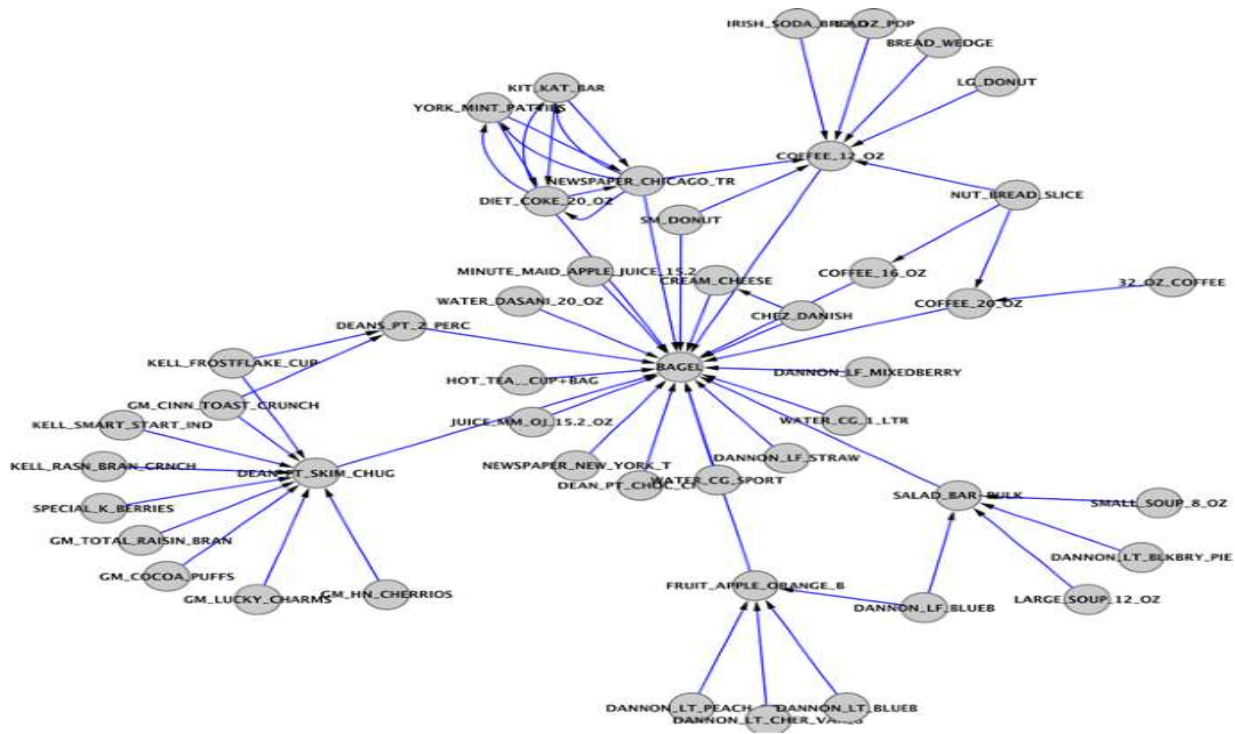 IRISH_SODA_BREAD
OZ_POP
BREAD_WEDGE
KIT_KAT_BAR
LG_DONUT
YORK_MINT_PATTIES
COFFEE_12_OZ
NEWSPAPER_CHICAGO_TR
DIET_COKE_20_OZ
NUT_BREAD_SLICE
SM_DONUT
MINUTE_MAID_APPLE_JUICE_15.2
CREAM_CHEESE
COFFEE_16_OZ
32_OZ_COFFEE
WATER_DASANI_20_OZ
COFFEE_20_OZ
CHEZ_DANISH
DEANS_PT_2_PERC
KELL_FROSTFLAKE_CUP
BAGEL
DANNON_LF_MIXEDBERRY
HOT_TEA__CUP+BAG
GM_CINN_TOAST_CRUNCH
KELL_SMART_START_IND
JUICE_MM_OJ_15.2_OZ
WATER_CG_1_LTR
KELL_RASN_BRAN_CRNCH
DEAN_PT_SKIM_CHUG
NEWSPAPER_NEW_YORK_T
DANNON_LF_STRAW
DEAN_PT_CHOC_C
WATER_CG_SPORT
SPECIAL_K_BERRIES
SALAD_BAR_BULK
SMALL_SOUP_8_OZ
GM_TOTAL_RAISIN_BRAN
DANNON_LT_BLKBRY_PIE
GM_COCOA_PUFFS
FRUIT_APPLE_ORANGE_B
GM_LUCKY_CHARMS
GM_HN_CHERRIOS
DANNON_LF_BLUEB
LARGE_SOUP_12_OZ
DANNON_LT_PEACH
DANNON_LT_BLUEB
DANNON_LT_CHER_VAN